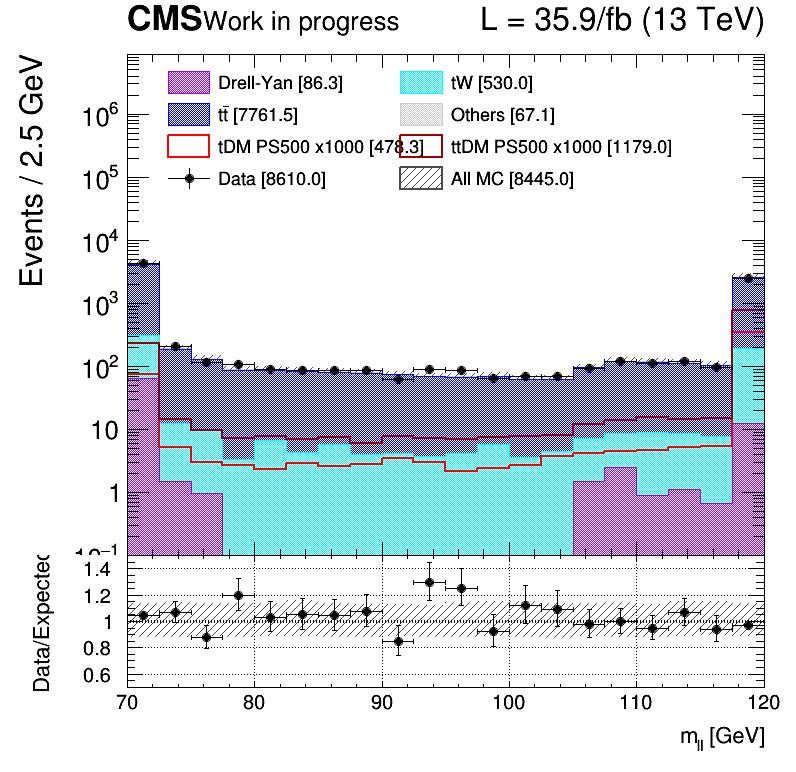 CMS Work in progress L = 35.9/fb (13 TeV)
Events / 2.5 GeV
Drell-Yan [86.3] tW [530.0]
tt̄ [7761.5] Others [67.1]
tDM PS500 x1000 [478.3] ttDM PS500 x1000 [1179.0]
Data [8610.0] All MC [8445.0]
10⁶
10⁵
10⁴
10³
10²
10
1
10⁻¹
Data/Expected
1.4
1.2
1
0.8
0.6
70 80 90 100 110 120
m_ll [GeV]